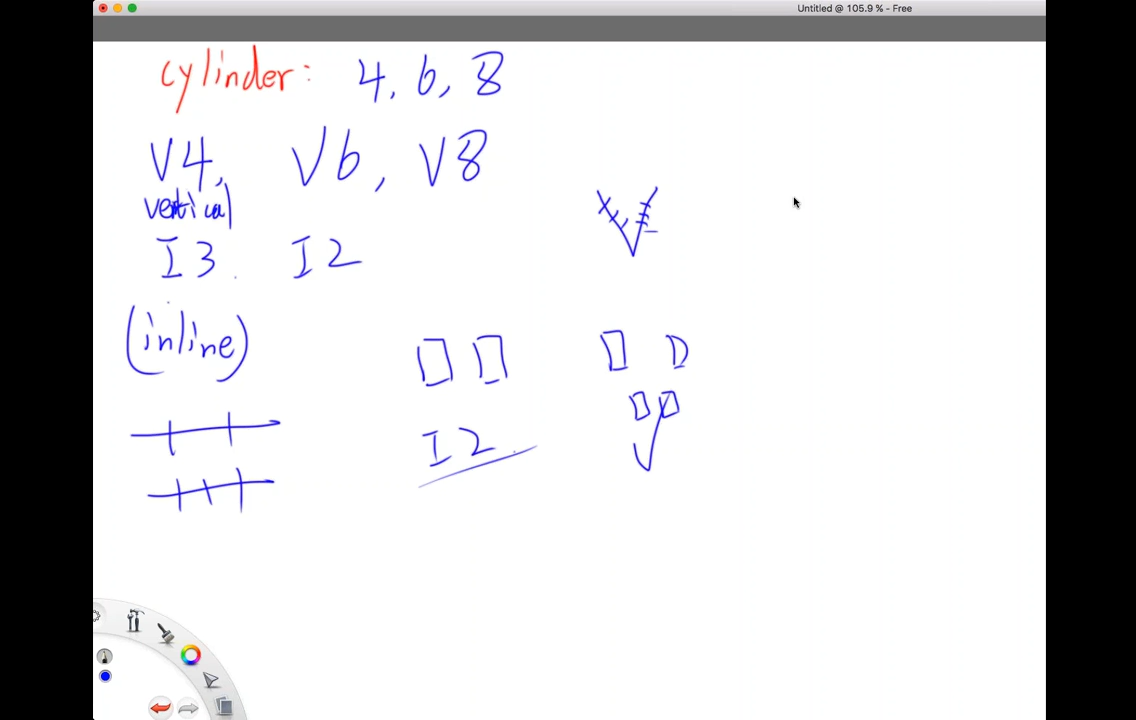 Untitled @ 105.9 % - Free
cylinder: 4, 6, 8
V4, V6, V8
vertical
I3. I2
(inline)
I2